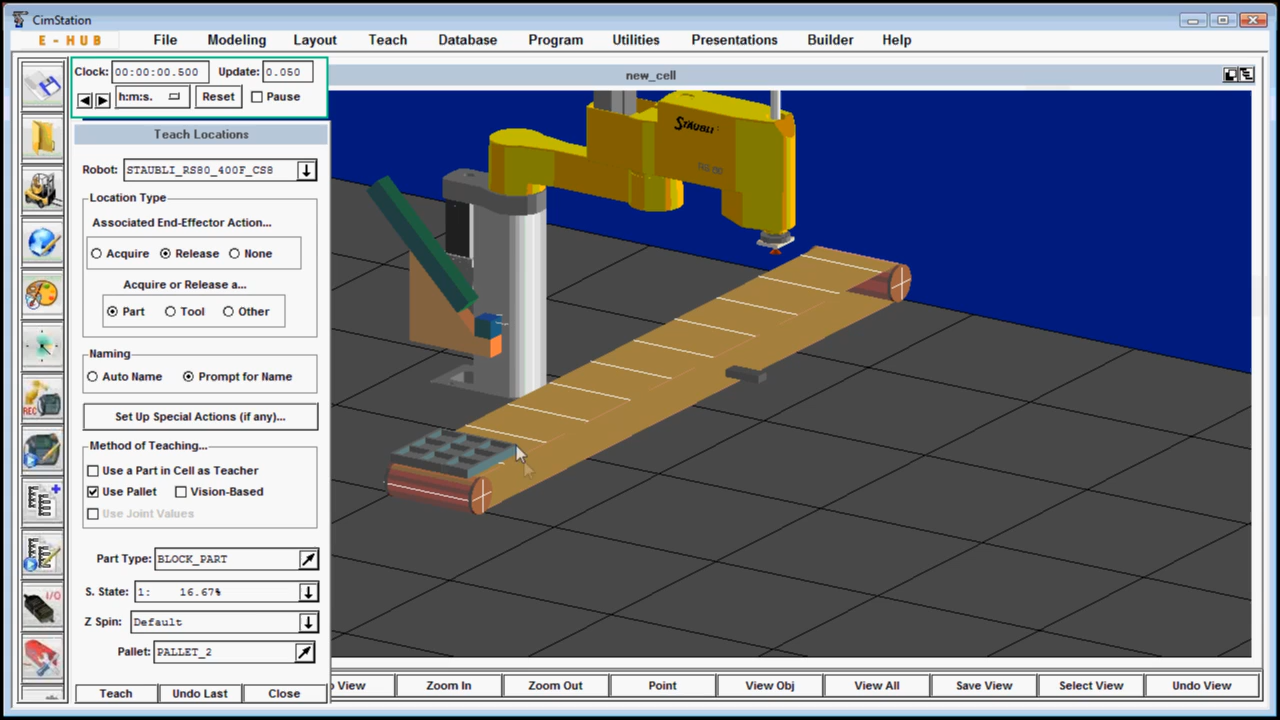 CimStation
E - HUB File Modeling Layout Teach Database Program Utilities Presentations Builder Help
Clock: 00:00:00.500 Update: 0.050
h:m:s. Reset Pause
new_cell
Teach Locations
Robot: STAUBLI_RS80_400F_CS8
Location Type
Associated End-Effector Action...
Acquire Release None
Acquire or Release a...
Part Tool Other
Naming
Auto Name Prompt for Name
Set Up Special Actions (if any)...
Method of Teaching...
Use a Part in Cell as Teacher
Use Pallet Vision-Based
Use Joint Values
Part Type: BLOCK_PART
S. State: 1: 16.67%
Z Spin: Default
Pallet: PALLET_2
Teach Undo Last Close
View Zoom In Zoom Out Point View Obj View All Save View Select View Undo View
STÄUBLI
REC
I/O